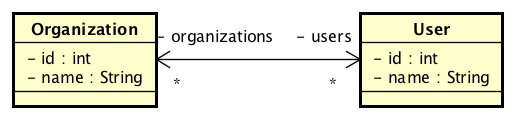 Organization
- id : int
- name : String
- organizations
*
- users
*
User
- id : int
- name : String